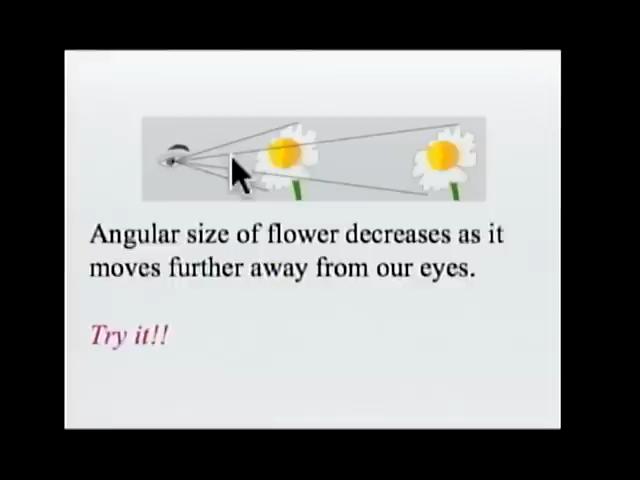 Angular size of flower decreases as it
moves further away from our eyes.
Try it!!